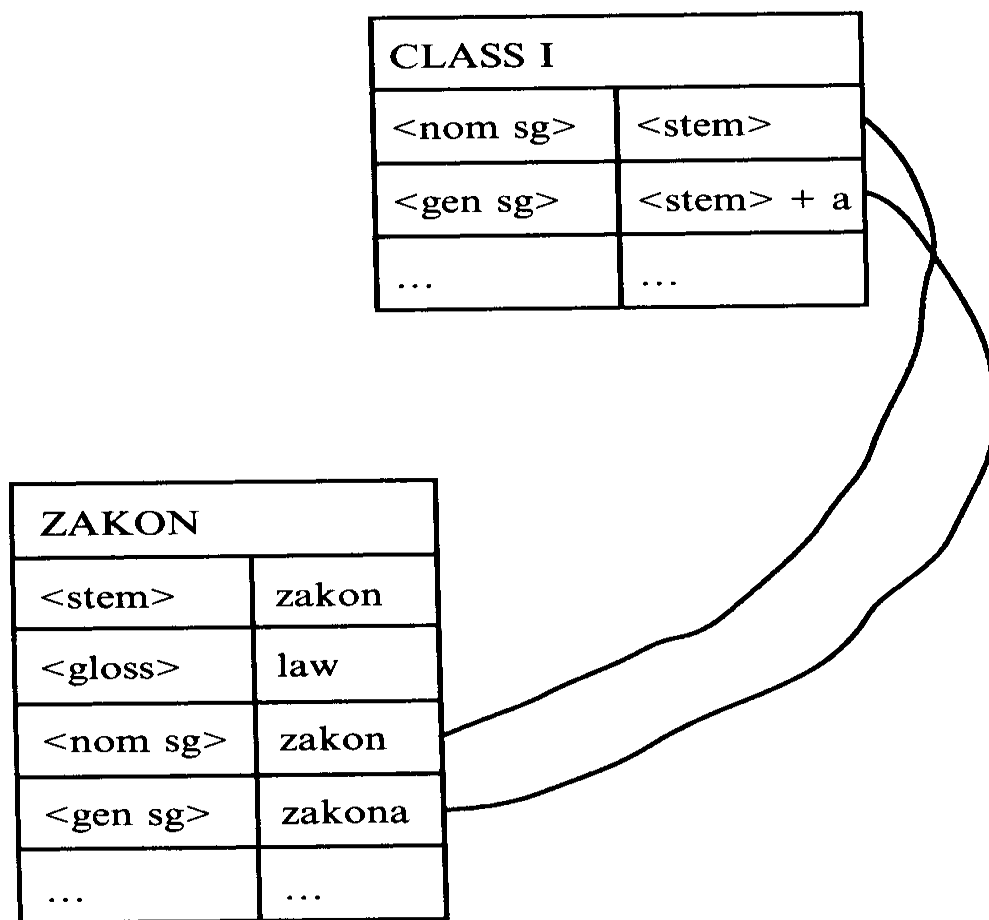 CLASS I
<nom sg> <stem>
<gen sg> <stem> + a
... ...
ZAKON
<stem> zakon
<gloss> law
<nom sg> zakon
<gen sg> zakona
... ...